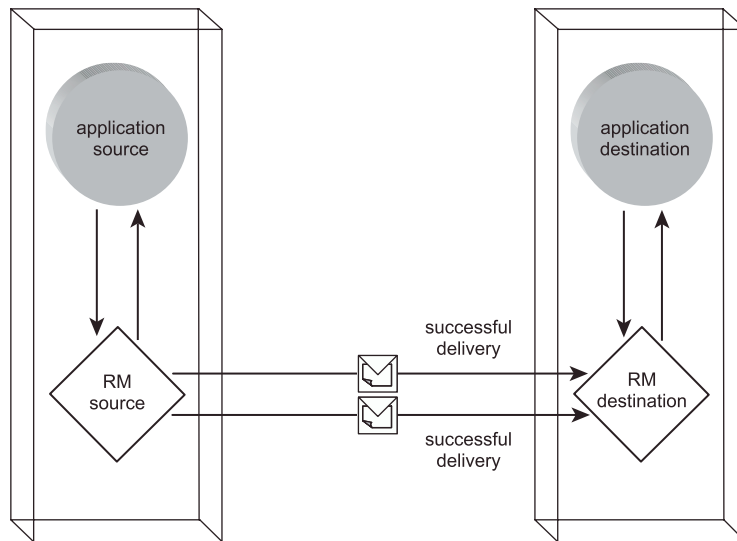 application
source
application
destination
successful
delivery
RM
source
RM
destination
successful
delivery